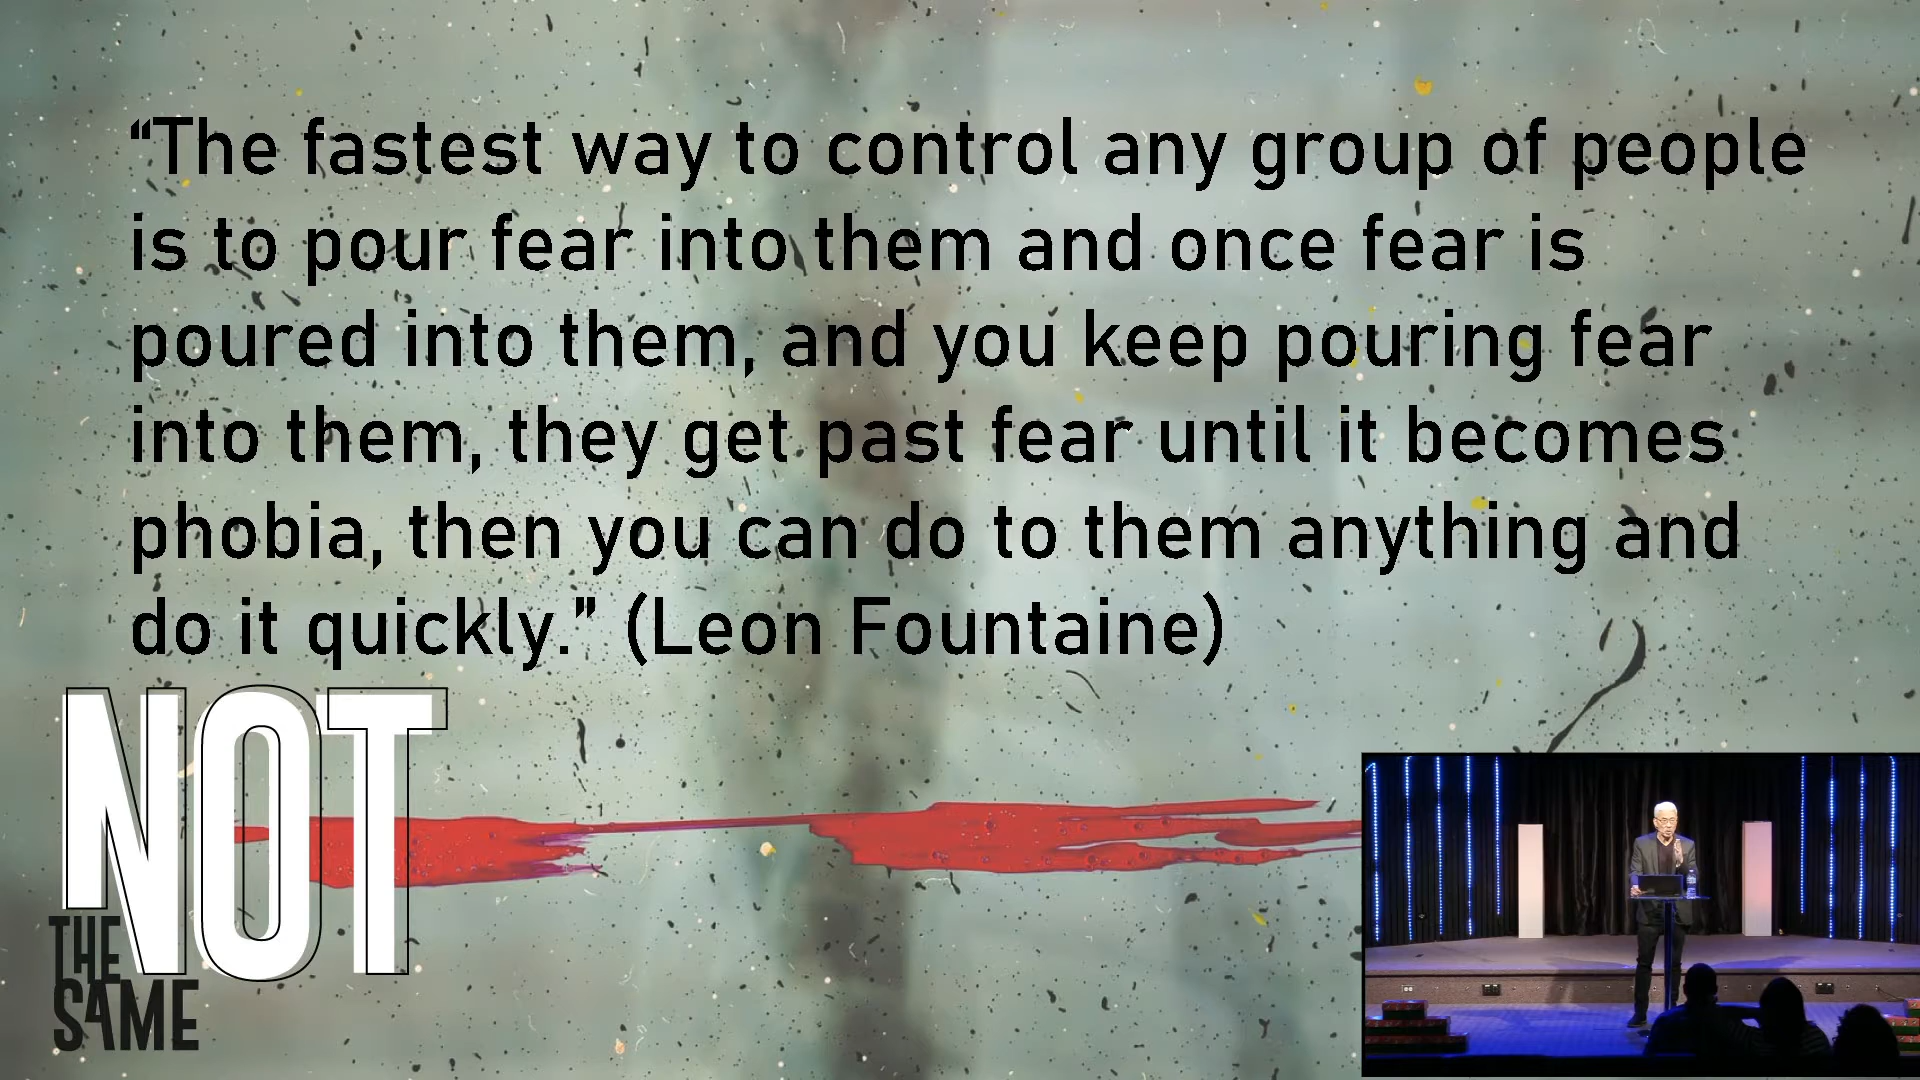 “The fastest way to control any group of people
is to pour fear into them and once fear is
poured into them, and you keep pouring fear
into them, they get past fear until it becomes
phobia, then you can do to them anything and
do it quickly.” (Leon Fountaine)
NOT
THE
SAME